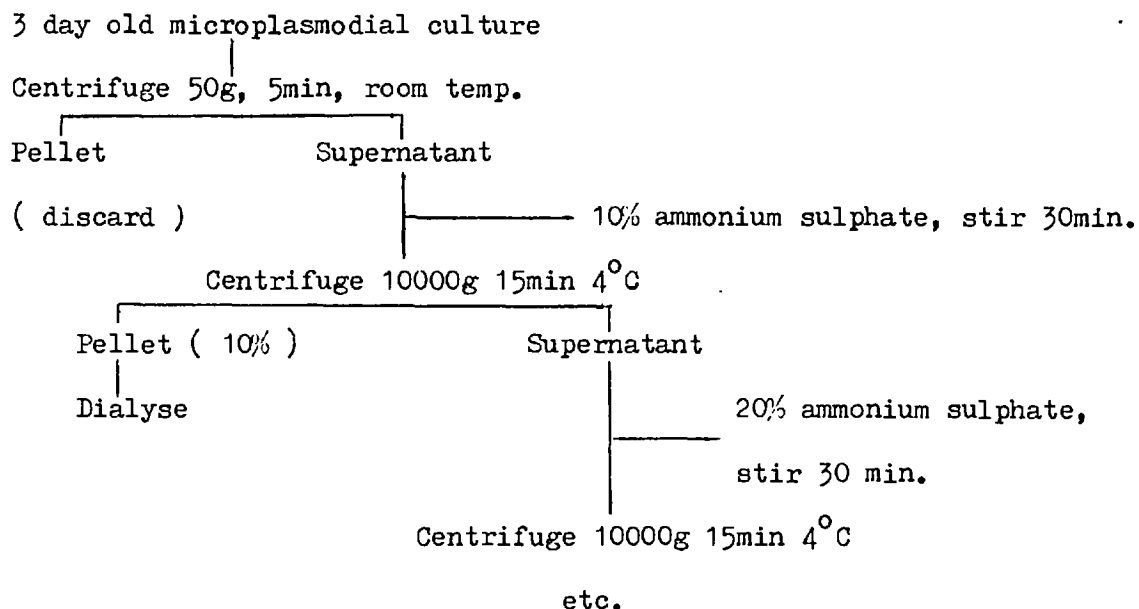 3 day old microplasmodial culture
Centrifuge 50g, 5min, room temp.
Pellet Supernatant
( discard ) 10% ammonium sulphate, stir 30min.
Centrifuge 10000g 15min 4°C
Pellet ( 10% ) Supernatant
Dialyse 20% ammonium sulphate,
stir 30 min.
Centrifuge 10000g 15min 4°C
etc.